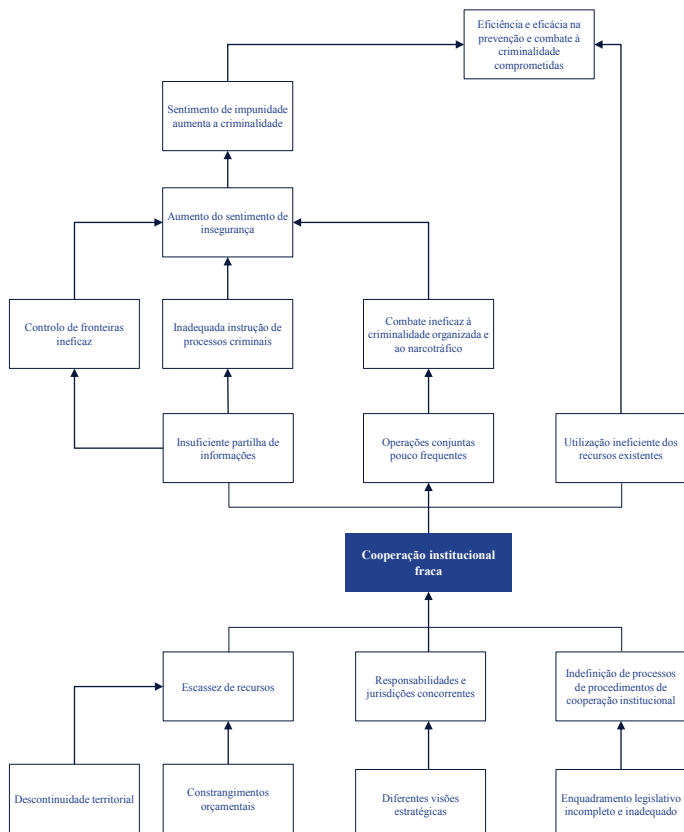 Eficiência e eficácia na
prevenção e combate à
criminalidade
comprometidas
Sentimento de impunidade
aumenta a criminalidade
Aumento do sentimento de
insegurança
Controlo de fronteiras
ineficaz
Inadequada instrução de
processos criminais
Combate ineficaz à
criminalidade organizada e
ao narcotráfico
Insuficiente partilha de
informações
Operações conjuntas
pouco frequentes
Utilização ineficiente dos
recursos existentes
Cooperação institucional
fraca
Escassez de recursos
Responsabilidades e
jurisdições concorrentes
Indefinição de processos
de procedimentos de
cooperação institucional
Descontinuidade territorial
Constrangimentos
orçamentais
Diferentes visões
estratégicas
Enquadramento legislativo
incompleto e inadequado